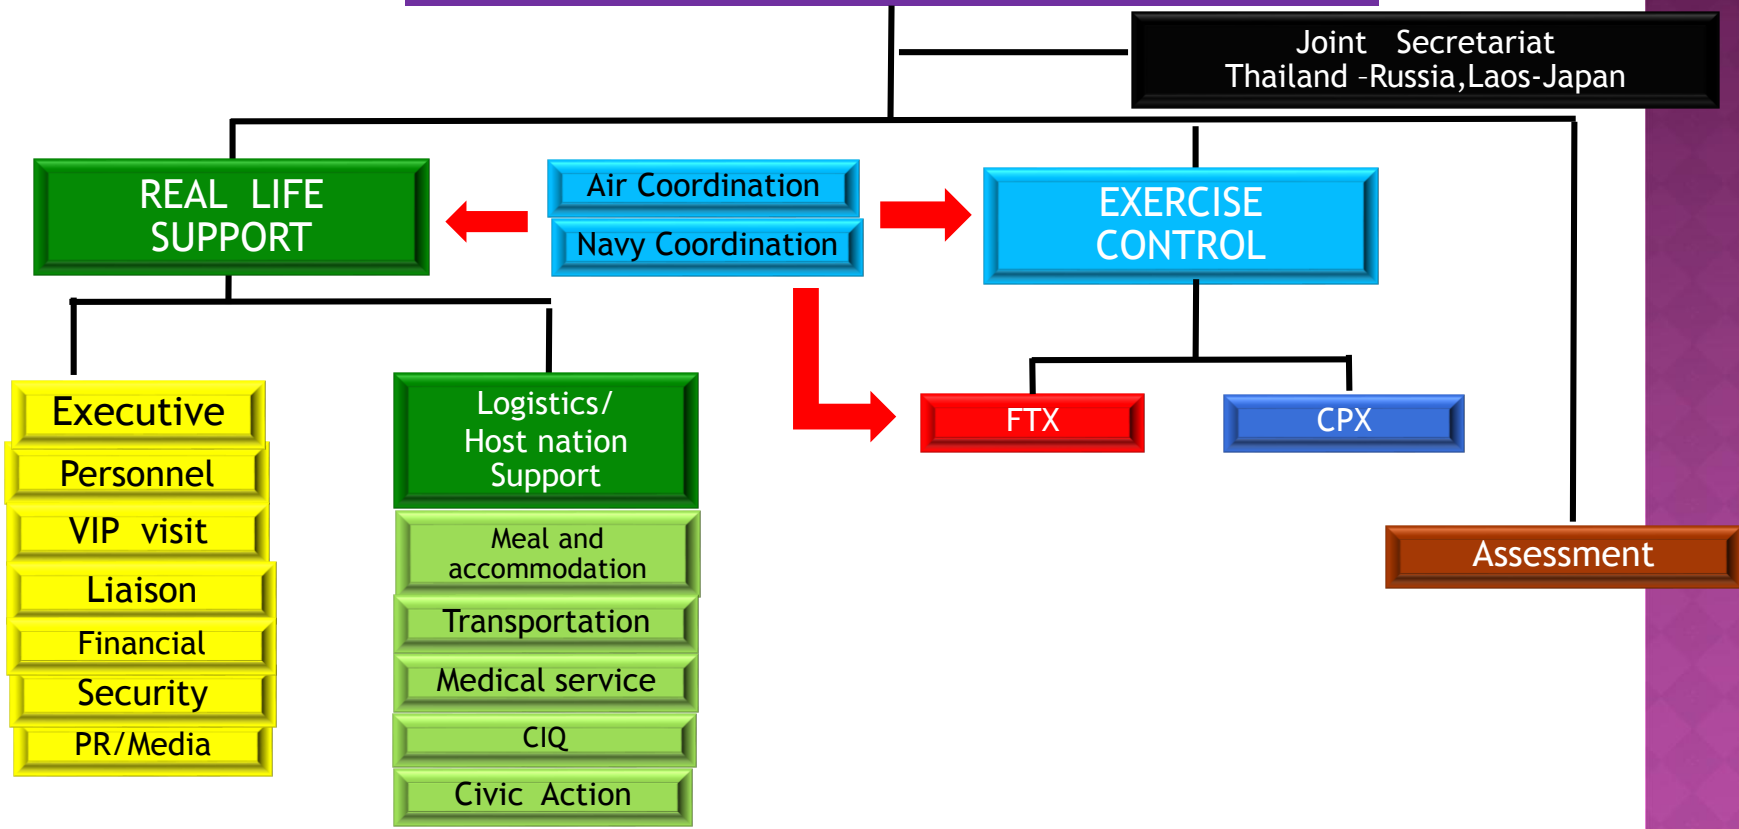 Joint Secretariat
Thailand -Russia,Laos-Japan
REAL LIFE
SUPPORT
Air Coordination
Navy Coordination
EXERCISE
CONTROL
Executive
Personnel
VIP visit
Liaison
Financial
Security
PR/Media
Logistics/
Host nation
Support
Meal and
accommodation
Transportation
Medical service
CIQ
Civic Action
FTX
CPX
Assessment